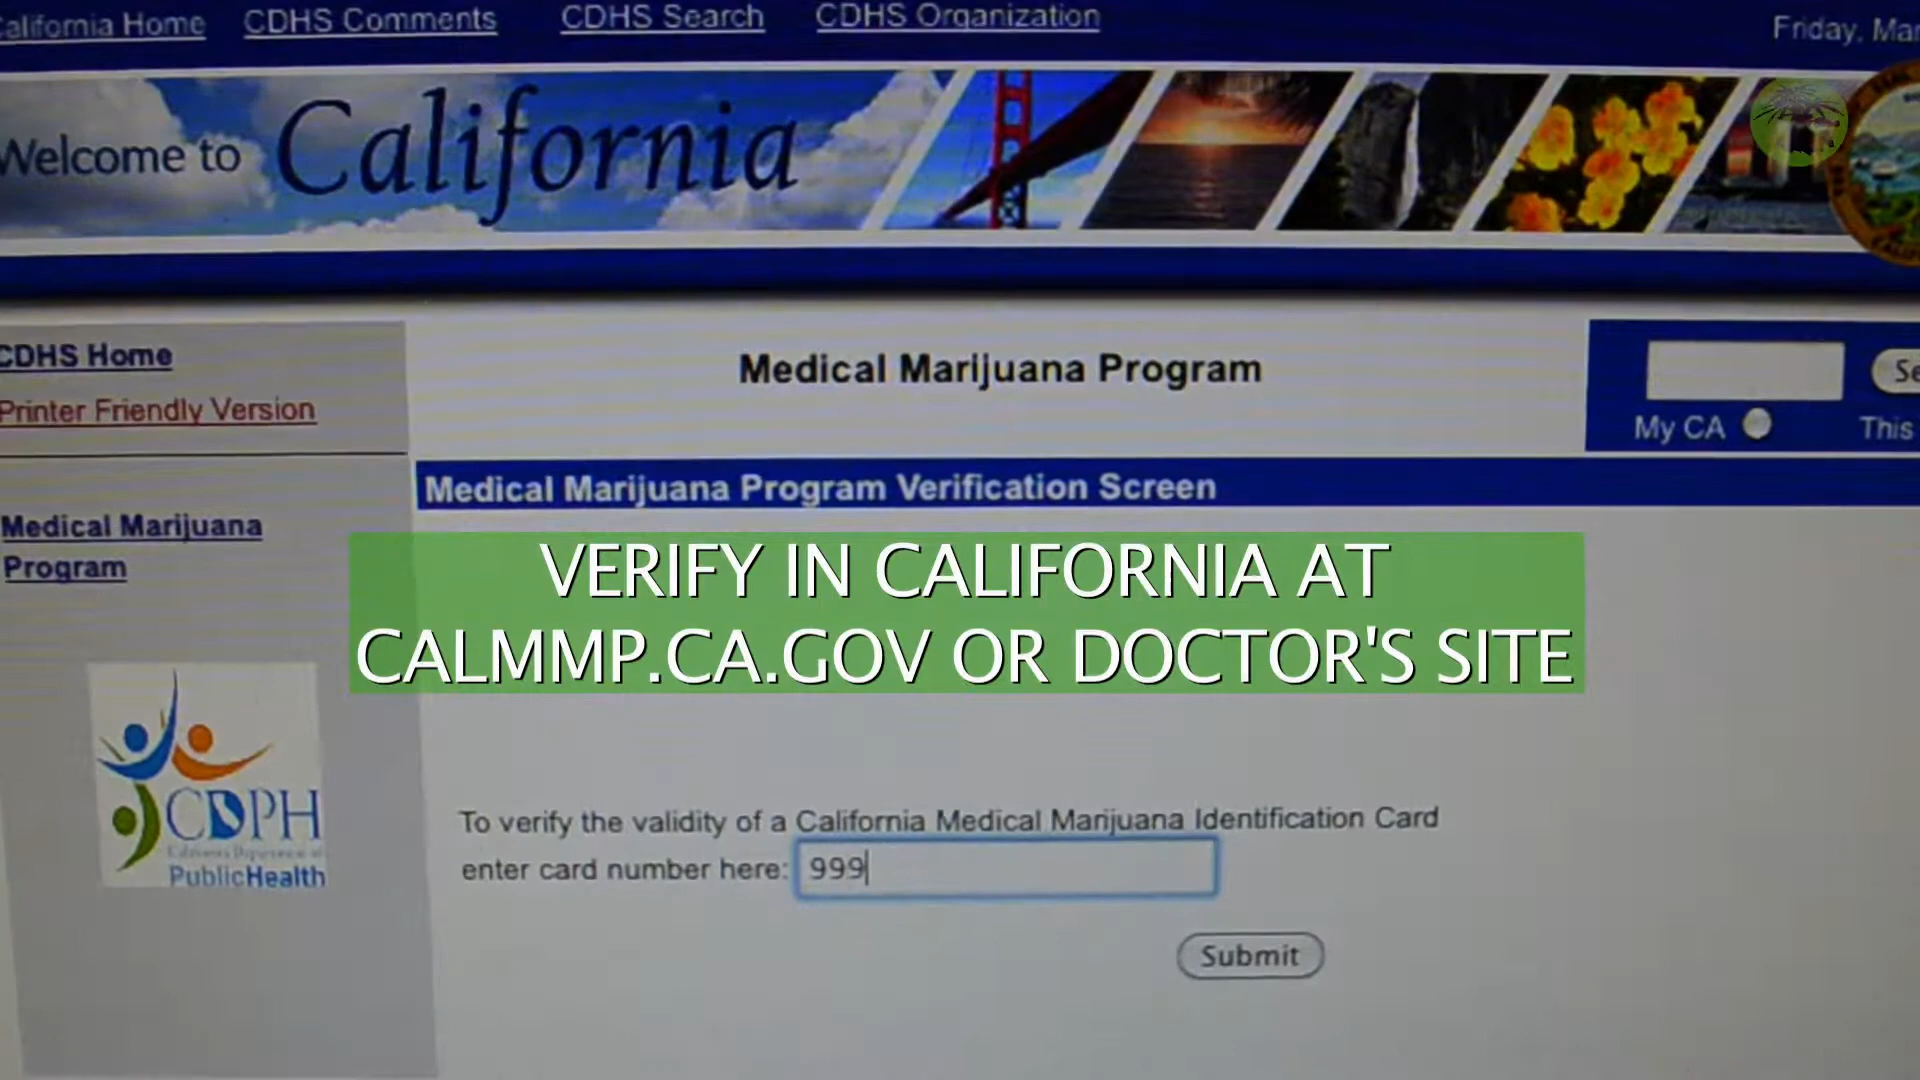 California Home CDHS Comments CDHS Search CDHS Organization Friday, Mar
Welcome to California
CDHS Home
Printer Friendly Version
Medical Marijuana Program
My CA This
Medical Marijuana Program Verification Screen
Medical Marijuana
Program
VERIFY IN CALIFORNIA AT
CALMMP.CA.GOV OR DOCTOR'S SITE
CDPH
PublicHealth
To verify the validity of a California Medical Marijuana Identification Card
enter card number here: 999
Submit